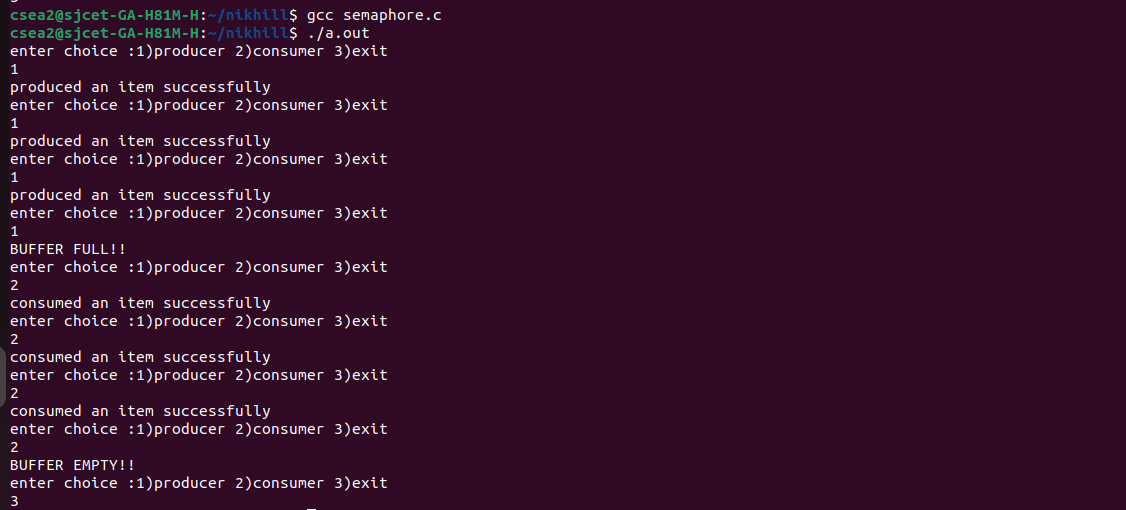 csea2@sjcet-GA-H81M-H:~/nikhill$ gcc semaphore.c
csea2@sjcet-GA-H81M-H:~/nikhill$ ./a.out
enter choice :1)producer 2)consumer 3)exit
1
produced an item successfully
enter choice :1)producer 2)consumer 3)exit
1
produced an item successfully
enter choice :1)producer 2)consumer 3)exit
1
produced an item successfully
enter choice :1)producer 2)consumer 3)exit
1
BUFFER FULL!!
enter choice :1)producer 2)consumer 3)exit
2
consumed an item successfully
enter choice :1)producer 2)consumer 3)exit
2
consumed an item successfully
enter choice :1)producer 2)consumer 3)exit
2
consumed an item successfully
enter choice :1)producer 2)consumer 3)exit
2
BUFFER EMPTY!!
enter choice :1)producer 2)consumer 3)exit
3